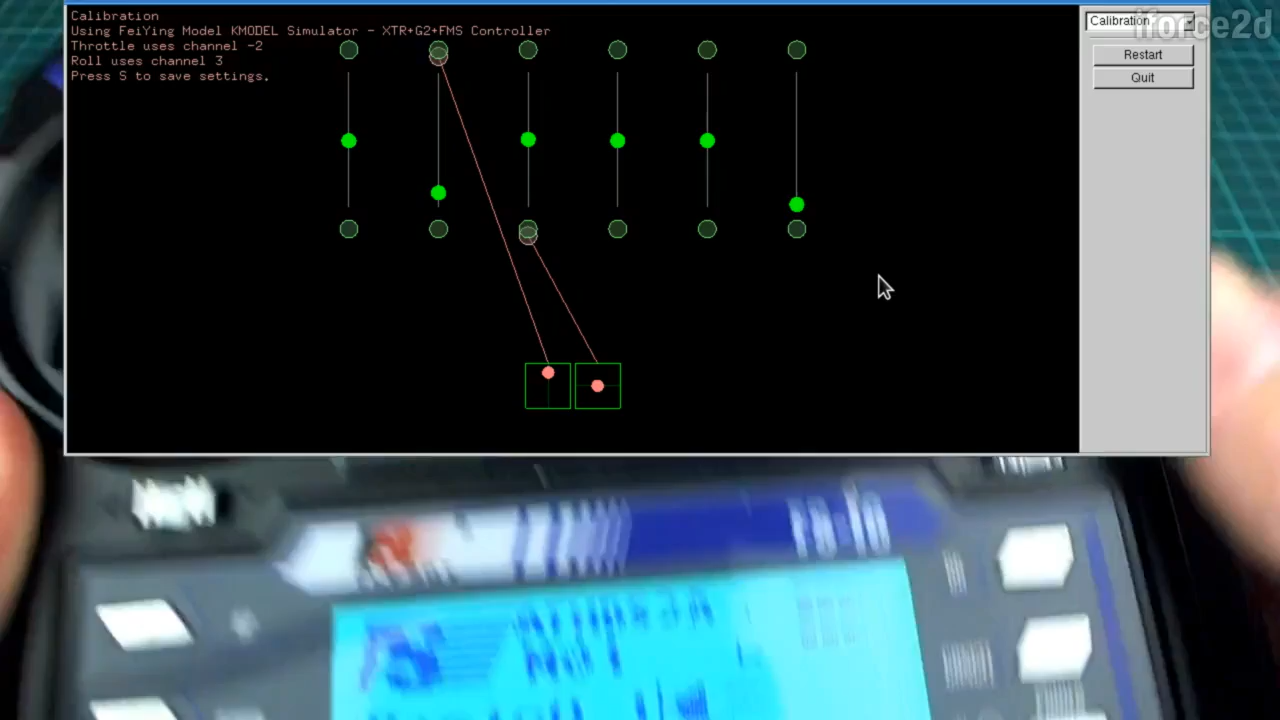 Calibration
Using FeiYing Model KMODEL Simulator - XTR+G2+FMS Controller
Throttle uses channel -2
Roll uses channel 3
Press S to save settings.
Calibration
iforce2d
Restart
Quit